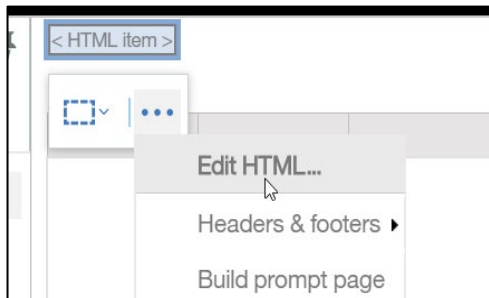 < HTML item >
Edit HTML...
Headers & footers
Build prompt page